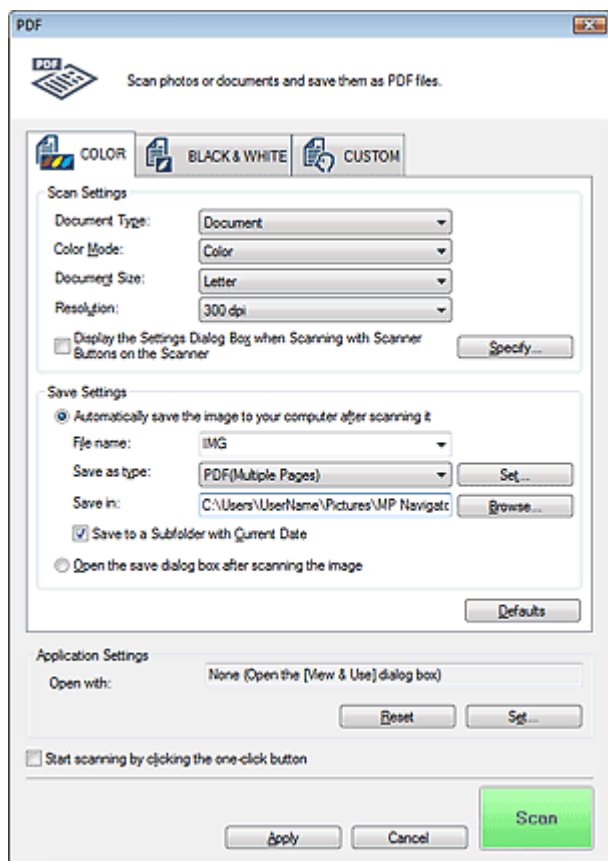 PDF
PDF
Scan photos or documents and save them as PDF files.
COLOR
BLACK & WHITE
CUSTOM
Scan Settings
Document Type: Document
Color Mode: Color
Document Size: Letter
Resolution: 300 dpi
Display the Settings Dialog Box when Scanning with Scanner
Buttons on the Scanner
Specify...
Save Settings
Automatically save the image to your computer after scanning it
File name: IMG
Save as type: PDF(Multiple Pages) Set...
Save in: C:\Users\UserName\Pictures\MP Navigato Browse...
Save to a Subfolder with Current Date
Open the save dialog box after scanning the image
Defaults
Application Settings
Open with: None (Open the [View & Use] dialog box)
Reset Set...
Start scanning by clicking the one-click button
Scan
Apply Cancel